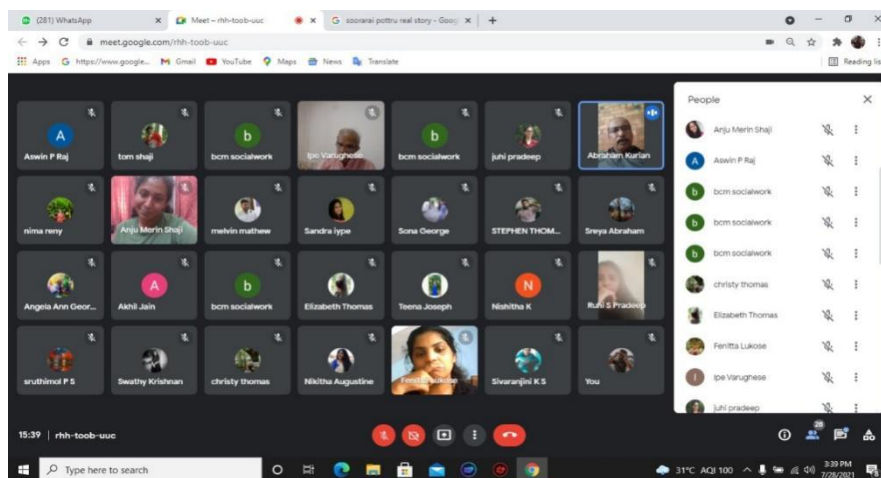 (281) WhatsApp
Meet – rhh-toob-uuc
soorarai pottru real story - Goog
meet.google.com/rhh-toob-uuc
Apps
https://www.google...
Gmail
YouTube
Maps
News
Translate
Reading list
A
Aswin P Raj
tom shaji
b
bcm socialwork
Ipe Varughese
b
bcm socialwork
juhi pradeep
Abraham Kurian
nima reny
Anju Merin Shaji
melvin mathew
Sandra iype
Sona George
STEPHEN THOM...
Sreya Abraham
Angela Ann Geor...
A
Akhil Jain
b
bcm socialwork
Elizabeth Thomas
Teena Joseph
N
Nishitha K
Ruhi S Pradeep
sruthimol P S
Swathy Krishnan
christy thomas
Nikitha Augustine
Fenitta Lukose
Sivaranjini K S
You
People
Anju Merin Shaji
A
Aswin P Raj
b
bcm socialwork
b
bcm socialwork
b
bcm socialwork
christy thomas
Elizabeth Thomas
Fenitta Lukose
I
Ipe Varughese
juhi pradeep
15:39 | rhh-toob-uuc
28
Type here to search
31°C AQI 100
3:39 PM
7/28/2021